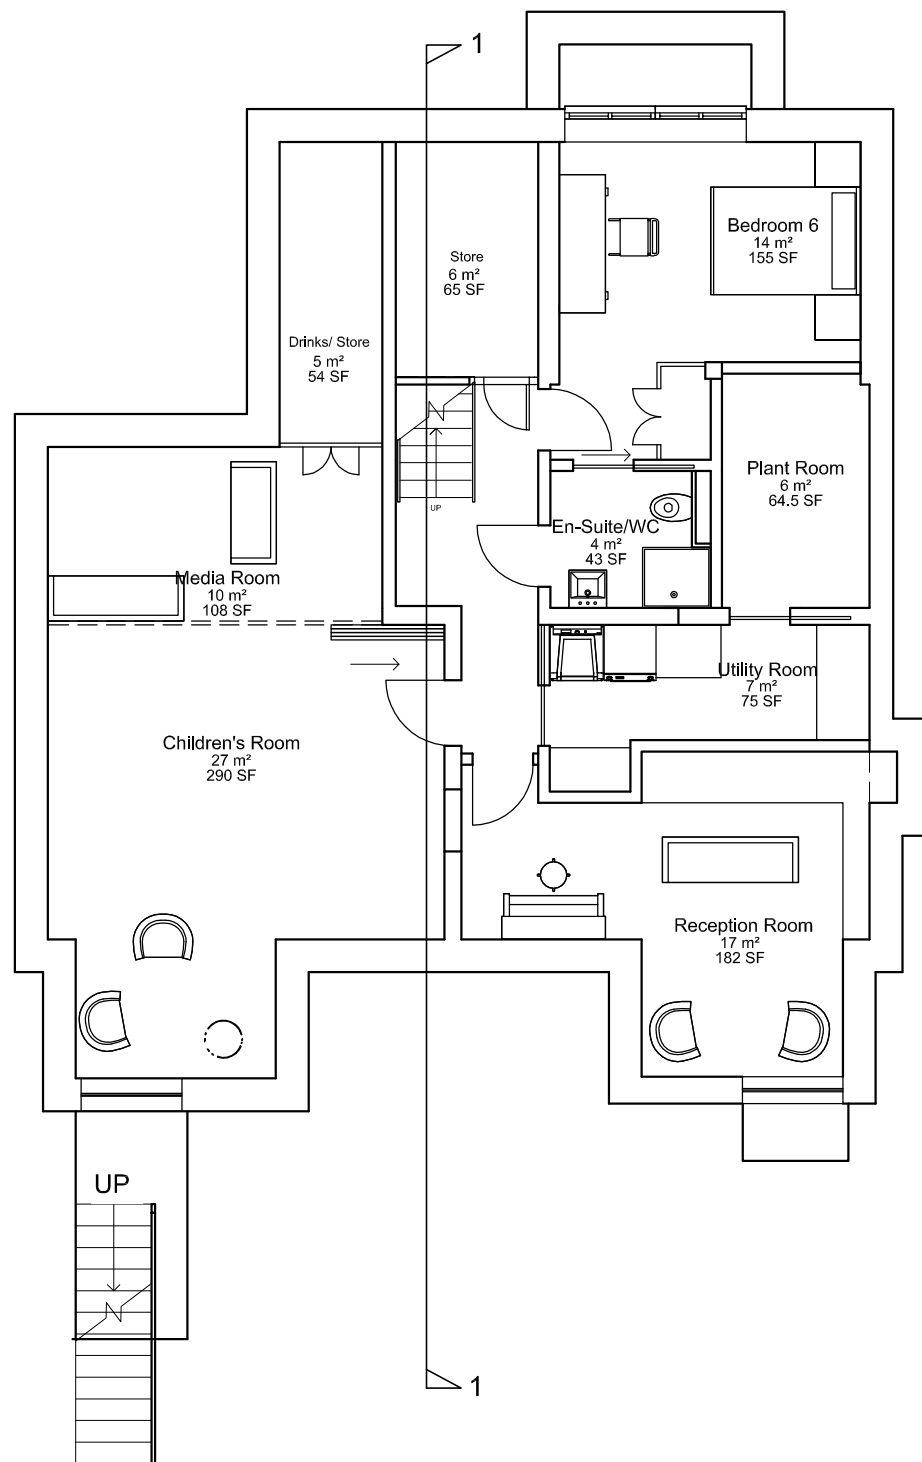 1
Bedroom 6
14 m²
155 SF
Store
6 m²
65 SF
Drinks/ Store
5 m²
54 SF
Plant Room
6 m²
64.5 SF
UP
En-Suite/WC
4 m²
43 SF
Media Room
10 m²
108 SF
Utility Room
7 m²
75 SF
Children's Room
27 m²
290 SF
Reception Room
17 m²
182 SF
UP
1